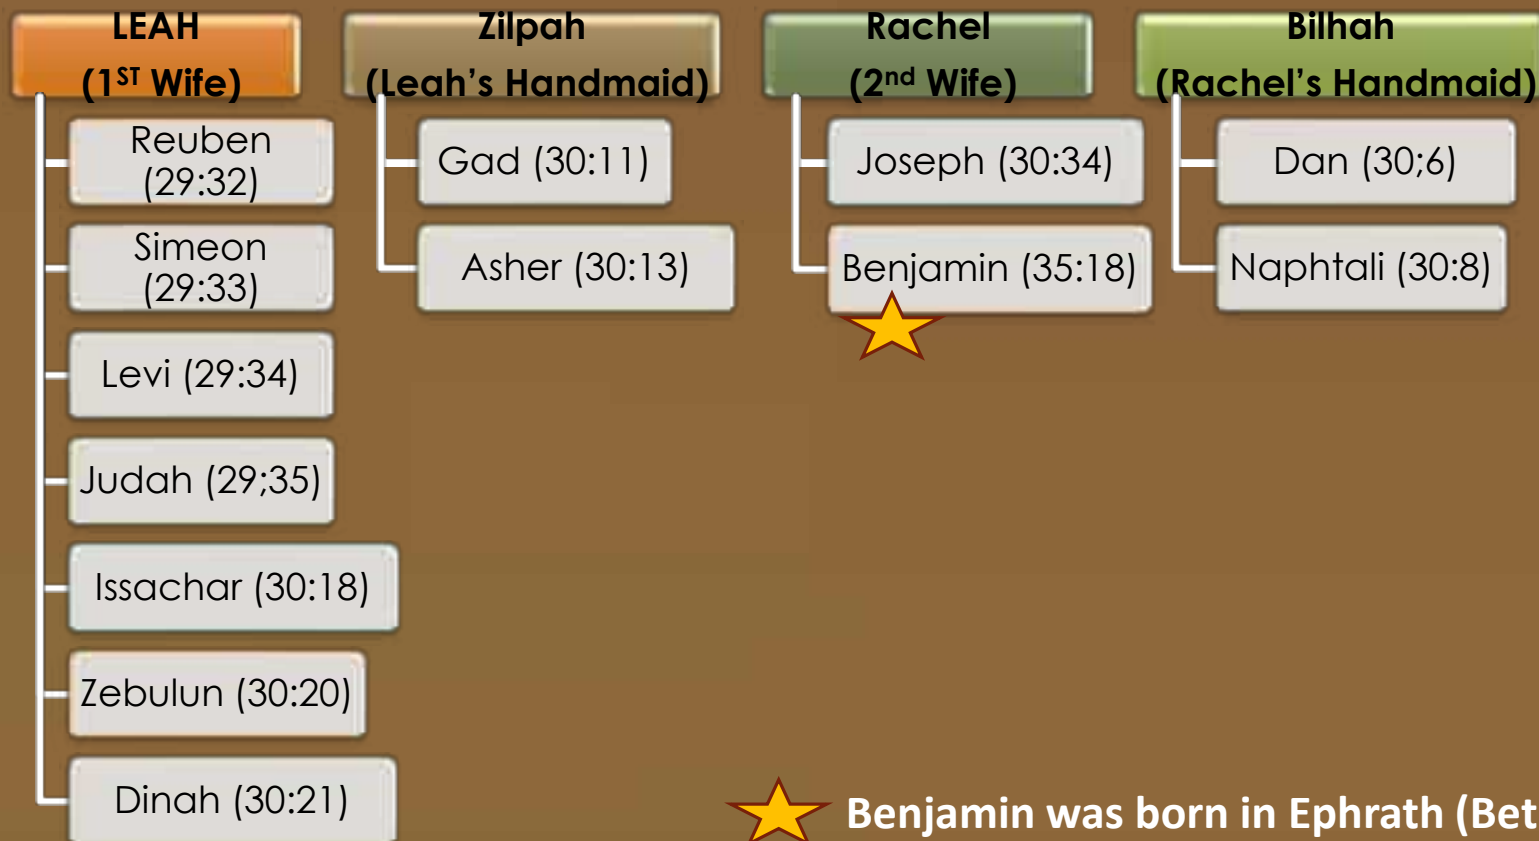 LEAH
(1ST Wife)
Reuben
(29:32)
Simeon
(29:33)
Levi (29:34)
Judah (29;35)
Issachar (30:18)
Zebulun (30:20)
Dinah (30:21)
Zilpah
(Leah's Handmaid)
Gad (30:11)
Asher (30:13)
Rachel
(2nd Wife)
Joseph (30:34)
Benjamin (35:18)
Bilhah
(Rachel's Handmaid)
Dan (30;6)
Naphtali (30:8)
Benjamin was born in Ephrath (Bet